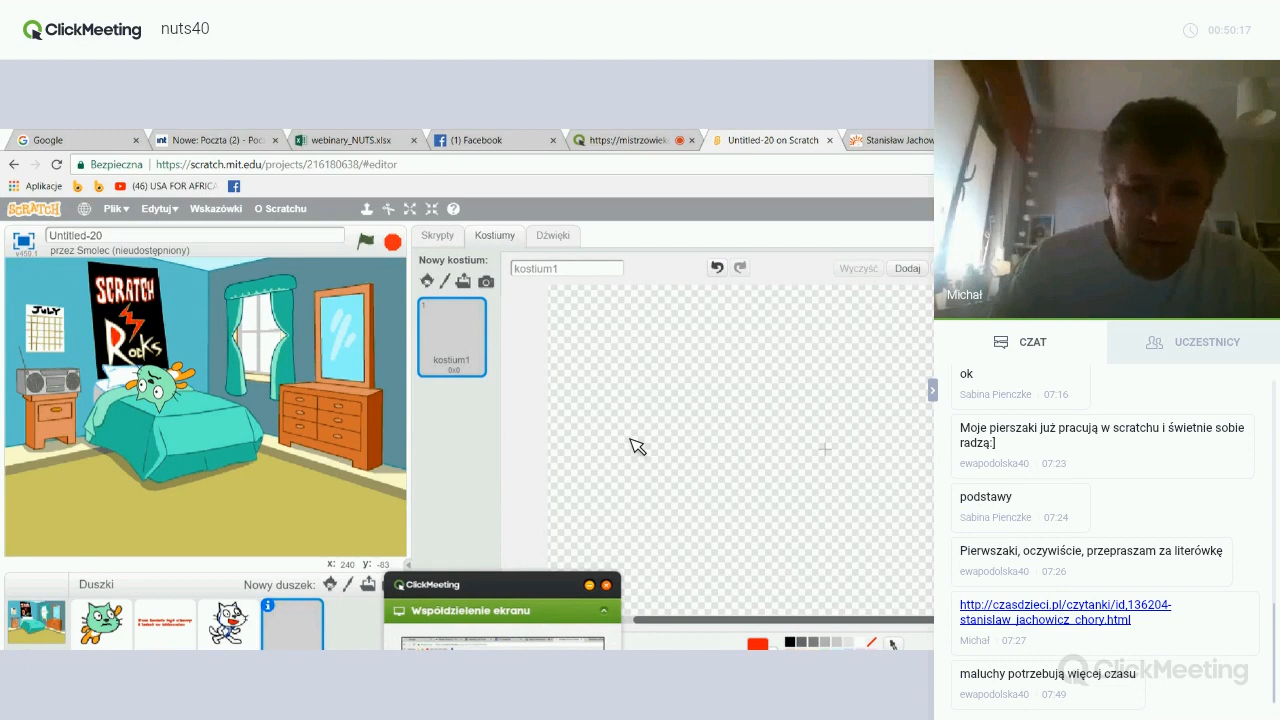 ClickMeeting nuts40
00:50:17
Google
Nowe: Poczta (2) - Poc
webinary_NUTS.xlsx
(1) Facebook
https://mistrzowiek
Untitled-20 on Scratch
Stanisław Jachow
Bezpieczna
https://scratch.mit.edu/projects/216180638/#editor
Aplikacje
(46) USA FOR AFRICA
SCRATCH
Plik
Edytuj
Wskazówki
O Scratchu
Untitled-20
przez Smolec (nieudostępniony)
v459.1
Skrypty
Kostiumy
Dźwięki
Nowy kostium:
kostium1
Wyczyść
Dodaj
1
kostium1
0x0
JULY
SCRATCH
Rocks
x: 240 y: -83
Duszki
Nowy duszek:
ClickMeeting
Współdzielenie ekranu
Michał
CZAT
UCZESTNICY
ok
Sabina Pienczke 07:16
Moje pierszaki już pracują w scratchu i świetnie sobie
radzą:]
ewapodolska40 07:23
podstawy
Sabina Pienczke 07:24
Pierwszaki, oczywiście, przepraszam za literówkę
ewapodolska40 07:26
http://czasdzieci.pl/czytanki/id,136204-
stanislaw_jachowicz_chory.html
Michał 07:27
maluchy potrzebują więcej czasu
ewapodolska40 07:49
ClickMeeting